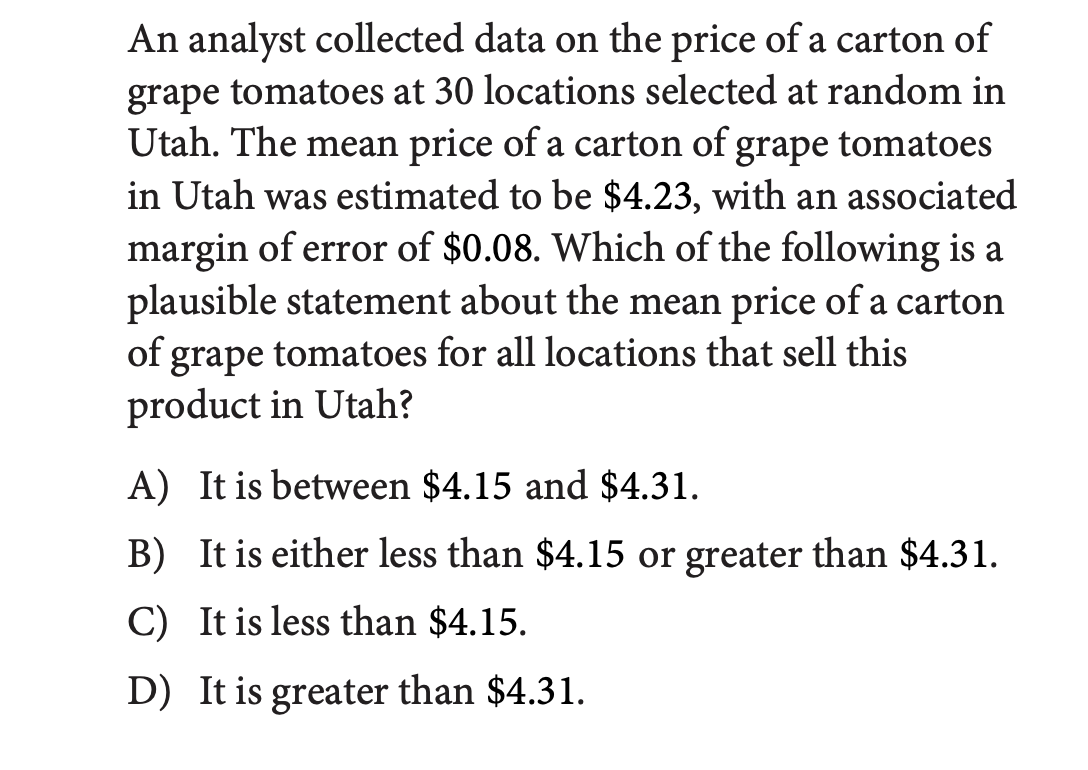 An analyst collected data on the price of a carton of
grape tomatoes at 30 locations selected at random in
Utah. The mean price of a carton of grape tomatoes
in Utah was estimated to be $4.23, with an associated
margin of error of $0.08. Which of the following is a
plausible statement about the mean price of a carton
of grape tomatoes for all locations that sell this
product in Utah?
A) It is between $4.15 and $4.31.
B) It is either less than $4.15 or greater than $4.31.
C) It is less than $4.15.
D) It is greater than $4.31.